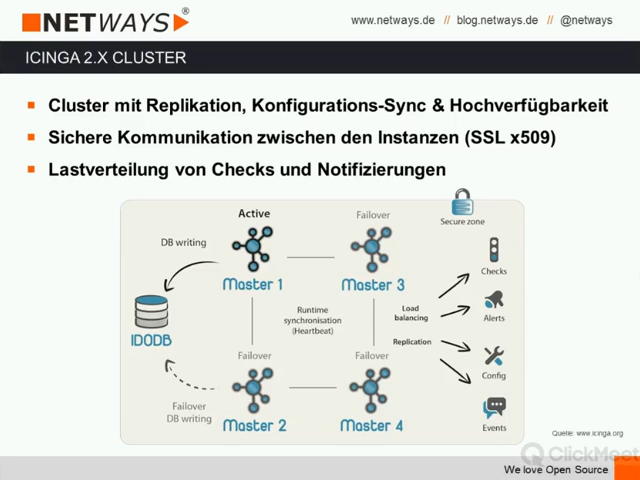 NETWAYS®
www.netways.de // blog.netways.de // @netways
ICINGA 2.X CLUSTER
Cluster mit Replikation, Konfigurations-Sync & Hochverfügbarkeit
Sichere Kommunikation zwischen den Instanzen (SSL x509)
Lastverteilung von Checks und Notifizierungen
Active
Failover
Secure zone
DB writing
Master 1
Master 3
Checks
IDODB
Runtime
synchronisation
(Heartbeat)
Load
balancing
Alerts
Replication
Failover
Failover
Config
Failover
DB writing
Master 2
Master 4
Events
Quelle: www.icinga.org
ClickMeet
We love Open Source